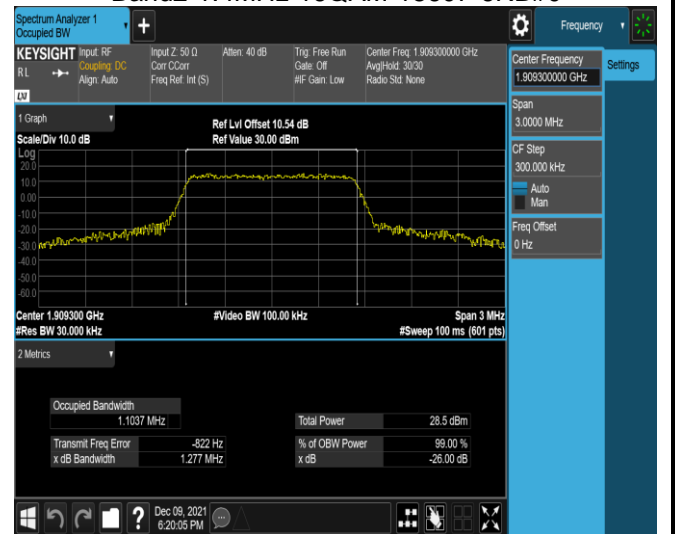 Spectrum Analyzer 1
Occupied BW
Frequency
KEYSIGHT
R L
LXI
Input: RF
Coupling: DC
Align: Auto
Input Z: 50 Ω
Corr CCorr
Freq Ref: Int (S)
Atten: 40 dB
Trig: Free Run
Gate: Off
#IF Gain: Low
Center Freq: 1.909300000 GHz
Avg|Hold: 30/30
Radio Std: None
Center Frequency
1.909300000 GHz
Settings
Span
3.0000 MHz
CF Step
300.000 kHz
Auto
Man
Freq Offset
0 Hz
1 Graph
Scale/Div 10.0 dB
Ref Lvl Offset 10.54 dB
Ref Value 30.00 dBm
Log
20.0
10.0
0.00
-10.0
-20.0
-30.0
-40.0
-50.0
-60.0
Center 1.909300 GHz
#Video BW 100.00 kHz
Span 3 MHz
#Res BW 30.000 kHz
#Sweep 100 ms (601 pts)
2 Metrics
Occupied Bandwidth
1.1037 MHz
Total Power 28.5 dBm
Transmit Freq Error -822 Hz
% of OBW Power 99.00 %
x dB Bandwidth 1.277 MHz
x dB -26.00 dB
Dec 09, 2021
6:20:05 PM